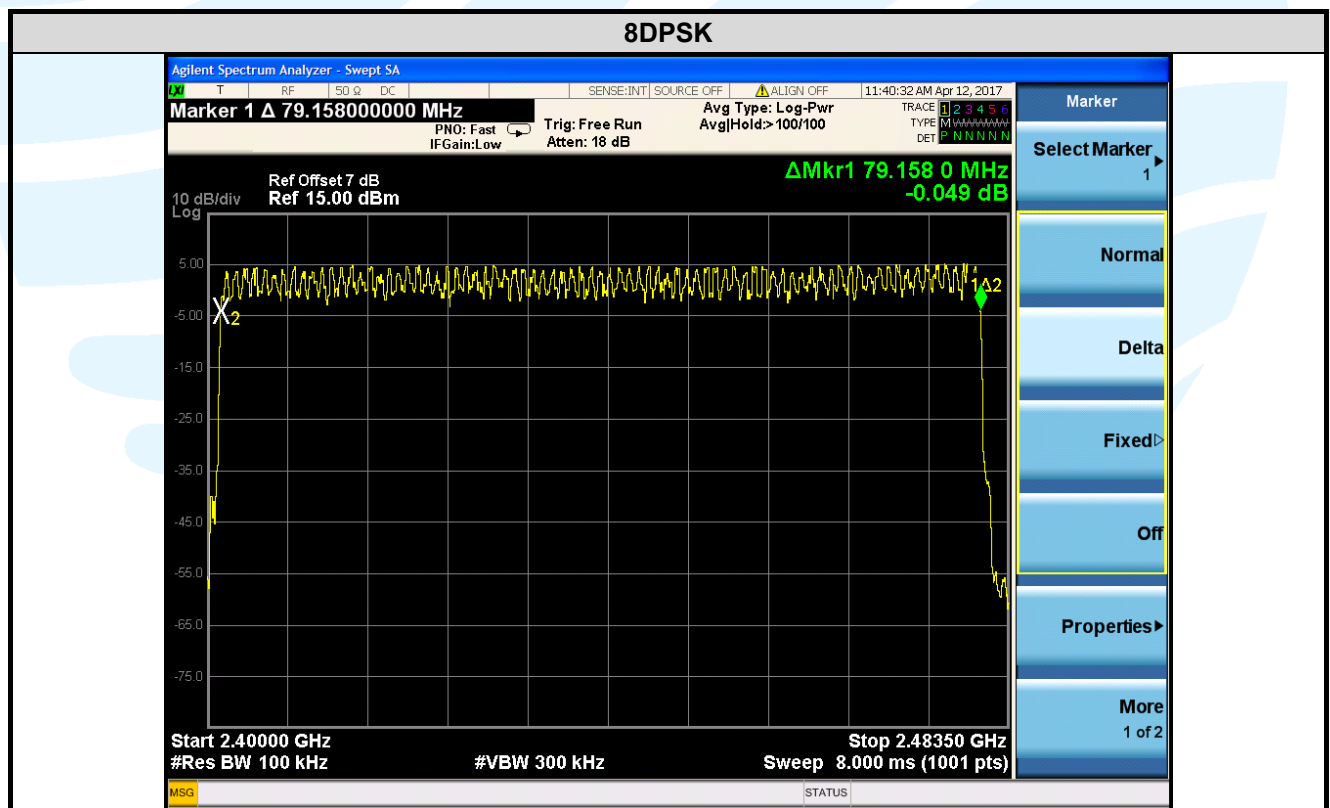 8DPSK
Agilent Spectrum Analyzer - Swept SA
LXI T RF 50 Ω DC SENSE:INT SOURCE OFF ⚠ ALIGN OFF 11:40:32 AM Apr 12, 2017
Marker 1 Δ 79.158000000 MHz
PNO: Fast
IFGain:Low
Trig: Free Run
Atten: 18 dB
Avg Type: Log-Pwr
Avg|Hold:> 100/100
TRACE 1 2 3 4 5 6
TYPE M WWWWW
DET P N N N N N
ΔMkr1 79.158 0 MHz
-0.049 dB
Ref Offset 7 dB
10 dB/div Ref 15.00 dBm
Log
5.00
-5.00
-15.0
-25.0
-35.0
-45.0
-55.0
-65.0
-75.0
X2
1Δ2
Start 2.40000 GHz Stop 2.48350 GHz
#Res BW 100 kHz #VBW 300 kHz Sweep 8.000 ms (1001 pts)
MSG STATUS
Marker
Select Marker
1
Normal
Delta
Fixed
Off
Properties
More
1 of 2